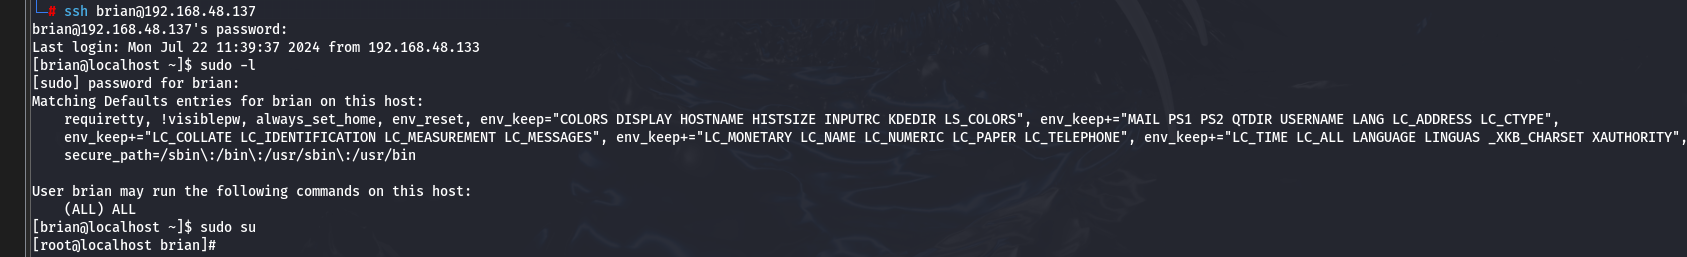 └─# ssh brian@192.168.48.137
brian@192.168.48.137's password:
Last login: Mon Jul 22 11:39:37 2024 from 192.168.48.133
[brian@localhost ~]$ sudo -l
[sudo] password for brian:
Matching Defaults entries for brian on this host:
    requiretty, !visiblepw, always_set_home, env_reset, env_keep="COLORS DISPLAY HOSTNAME HISTSIZE INPUTRC KDEDIR LS_COLORS", env_keep+="MAIL PS1 PS2 QTDIR USERNAME LANG LC_ADDRESS LC_CTYPE",
    env_keep+="LC_COLLATE LC_IDENTIFICATION LC_MEASUREMENT LC_MESSAGES", env_keep+="LC_MONETARY LC_NAME LC_NUMERIC LC_PAPER LC_TELEPHONE", env_keep+="LC_TIME LC_ALL LANGUAGE LINGUAS _XKB_CHARSET XAUTHORITY",
    secure_path=/sbin\:/bin\:/usr/sbin\:/usr/bin
User brian may run the following commands on this host:
    (ALL) ALL
[brian@localhost ~]$ sudo su
[root@localhost brian]#